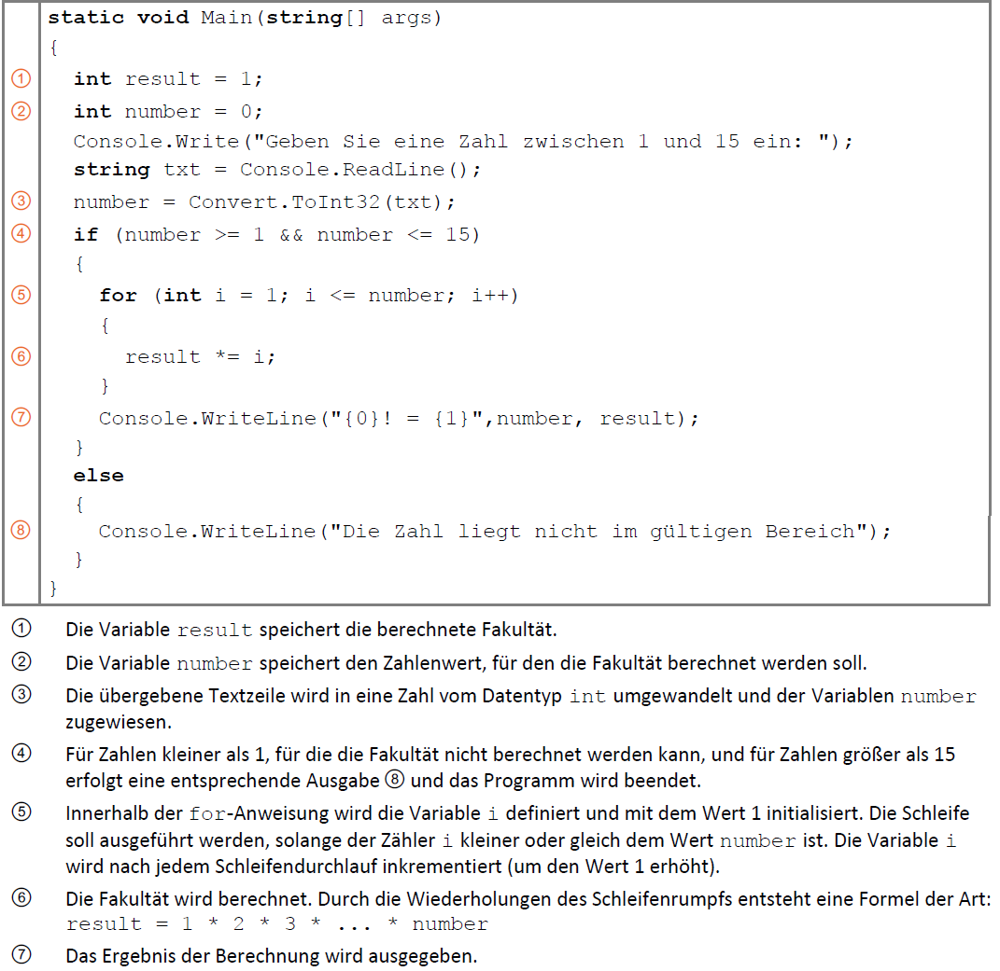 static void Main(string[] args)
{
① int result = 1;
② int number = 0;
Console.Write("Geben Sie eine Zahl zwischen 1 und 15 ein: ");
string txt = Console.ReadLine();
③ number = Convert.ToInt32(txt);
④ if (number >= 1 && number <= 15)
{
⑤ for (int i = 1; i <= number; i++)
{
⑥ result *= i;
}
⑦ Console.WriteLine("{0}! = {1}",number, result);
}
else
{
⑧ Console.WriteLine("Die Zahl liegt nicht im gültigen Bereich");
}
}
① Die Variable result speichert die berechnete Fakultät.
② Die Variable number speichert den Zahlenwert, für den die Fakultät berechnet werden soll.
③ Die übergebene Textzeile wird in eine Zahl vom Datentyp int umgewandelt und der Variablen number
zugewiesen.
④ Für Zahlen kleiner als 1, für die die Fakultät nicht berechnet werden kann, und für Zahlen größer als 15
erfolgt eine entsprechende Ausgabe ⑧ und das Programm wird beendet.
⑤ Innerhalb der for-Anweisung wird die Variable i definiert und mit dem Wert 1 initialisiert. Die Schleife
soll ausgeführt werden, solange der Zähler i kleiner oder gleich dem Wert number ist. Die Variable i
wird nach jedem Schleifendurchlauf inkrementiert (um den Wert 1 erhöht).
⑥ Die Fakultät wird berechnet. Durch die Wiederholungen des Schleifenrumpfs entsteht eine Formel der Art:
result = 1 * 2 * 3 * ... * number
⑦ Das Ergebnis der Berechnung wird ausgegeben.